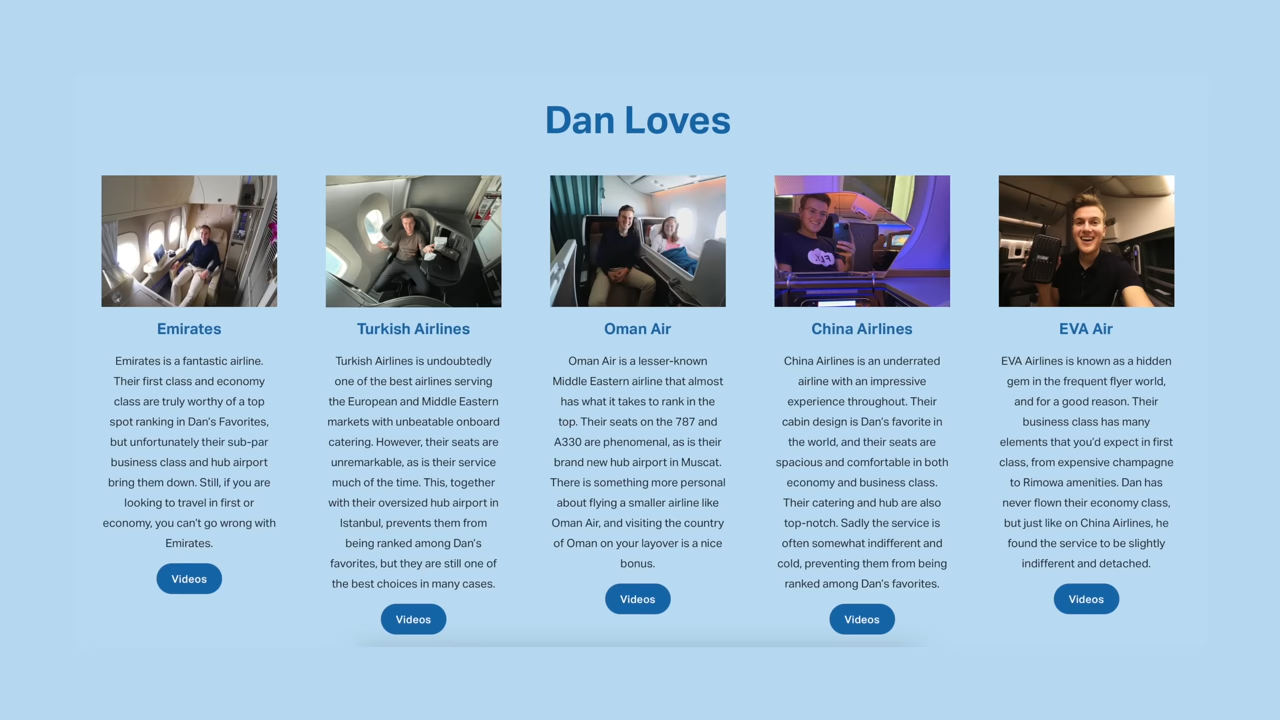 Dan Loves
Emirates
Emirates is a fantastic airline.
Their first class and economy
class are truly worthy of a top
spot ranking in Dan's Favorites,
but unfortunately their sub-par
business class and hub airport
bring them down. Still, if you are
looking to travel in first or
economy, you can't go wrong with
Emirates.
Videos
Turkish Airlines
Turkish Airlines is undoubtedly
one of the best airlines serving
the European and Middle Eastern
markets with unbeatable onboard
catering. However, their seats are
unremarkable, as is their service
much of the time. This, together
with their oversized hub airport in
Istanbul, prevents them from
being ranked among Dan's
favorites, but they are still one of
the best choices in many cases.
Videos
Oman Air
Oman Air is a lesser-known
Middle Eastern airline that almost
has what it takes to rank in the
top. Their seats on the 787 and
A330 are phenomenal, as is their
brand new hub airport in Muscat.
There is something more personal
about flying a smaller airline like
Oman Air, and visiting the country
of Oman on your layover is a nice
bonus.
Videos
China Airlines
China Airlines is an underrated
airline with an impressive
experience throughout. Their
cabin design is Dan's favorite in
the world, and their seats are
spacious and comfortable in both
economy and business class.
Their catering and hub are also
top-notch. Sadly the service is
often somewhat indifferent and
cold, preventing them from being
ranked among Dan's favorites.
Videos
EVA Air
EVA Airlines is known as a hidden
gem in the frequent flyer world,
and for a good reason. Their
business class has many
elements that you'd expect in first
class, from expensive champagne
to Rimowa amenities. Dan has
never flown their economy class,
but just like on China Airlines, he
found the service to be slightly
indifferent and detached.
Videos